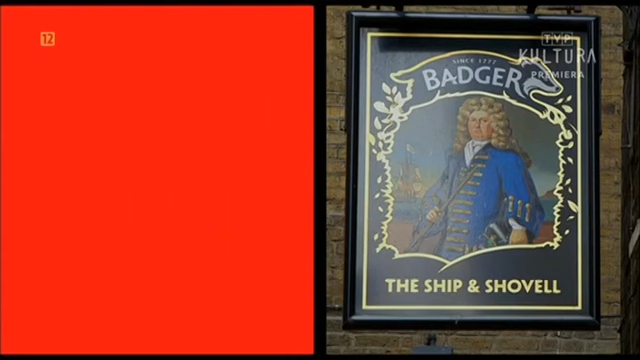 12
TVP
KULTURA
PREMIERA
SINCE 1777
BADGER
THE SHIP & SHOVELL